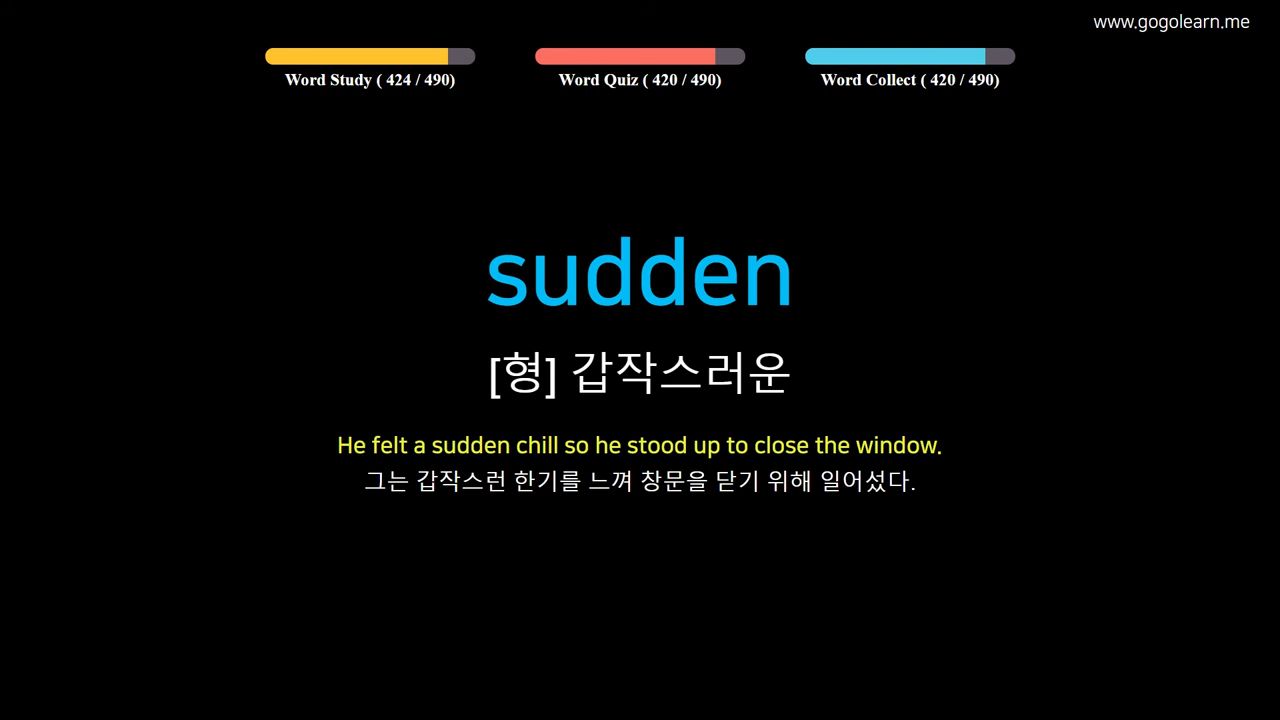 www.gogolearn.me
Word Study ( 424 / 490)
Word Quiz ( 420 / 490)
Word Collect ( 420 / 490)
sudden
[형] 갑작스러운
He felt a sudden chill so he stood up to close the window.
그는 갑작스런 한기를 느껴 창문을 닫기 위해 일어섰다.